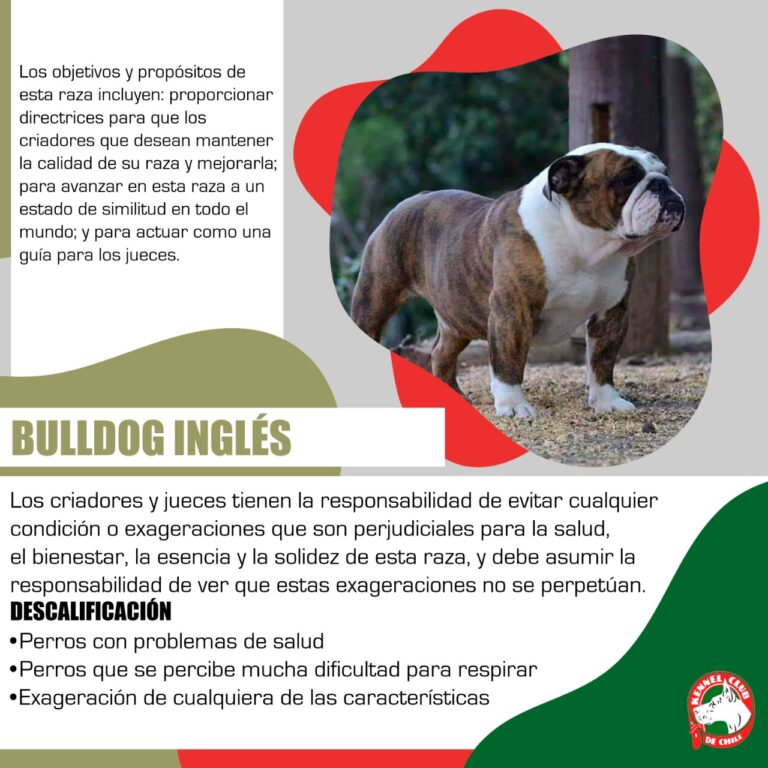 Los objetivos y propósitos de
esta raza incluyen: proporcionar
directrices para que los
criadores que desean mantener
la calidad de su raza y mejorarla;
para avanzar en esta raza a un
estado de similitud en todo el
mundo; y para actuar como una
guía para los jueces.
BULLDOG INGLÉS
Los criadores y jueces tienen la responsabilidad de evitar cualquier
condición o exageraciones que son perjudiciales para la salud,
el bienestar, la esencia y la solidez de esta raza, y debe asumir la
responsabilidad de ver que estas exageraciones no se perpetúan.
DESCALIFICACIÓN
•Perros con problemas de salud
•Perros que se percibe mucha dificultad para respirar
•Exageración de cualquiera de las características
KENNEL CLUB
DE CHILE